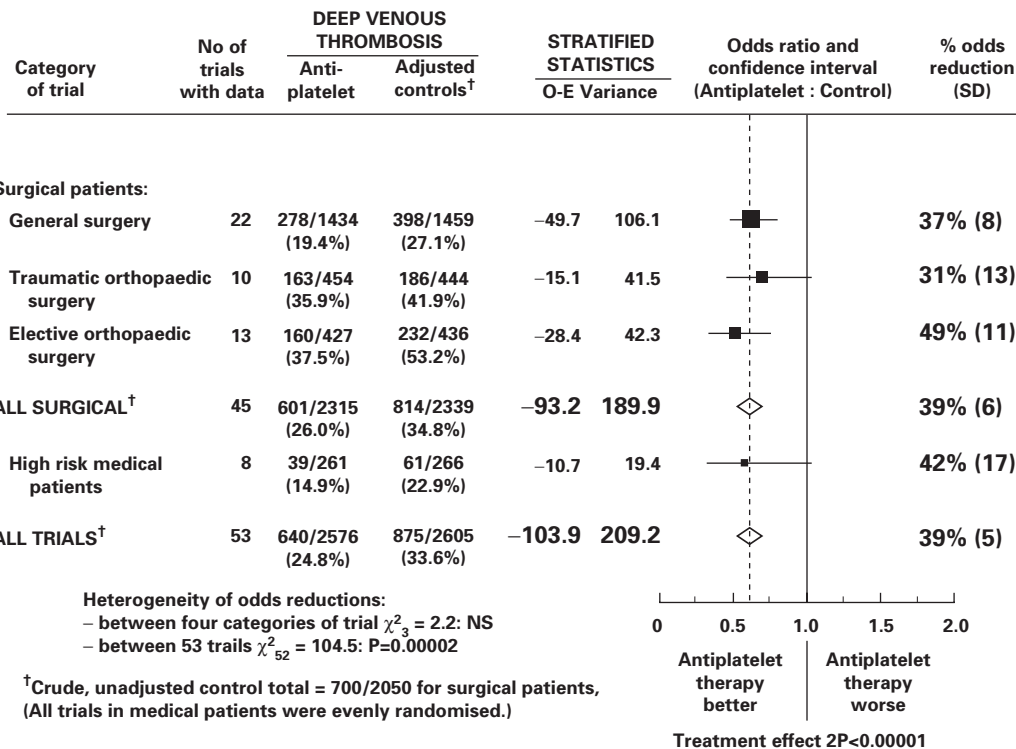 DEEP VENOUS THROMBOSIS
STRATIFIED STATISTICS
Category of trial
No of trials with data
Anti-platelet
Adjusted controls†
O-E Variance
Odds ratio and confidence interval (Antiplatelet : Control)
% odds reduction (SD)
Surgical patients:
General surgery 22 278/1434 398/1459 −49.7 106.1 37% (8)
(19.4%) (27.1%)
Traumatic orthopaedic 10 163/454 186/444 −15.1 41.5 31% (13)
surgery (35.9%) (41.9%)
Elective orthopaedic 13 160/427 232/436 −28.4 42.3 49% (11)
surgery (37.5%) (53.2%)
ALL SURGICAL† 45 601/2315 814/2339 −93.2 189.9 39% (6)
(26.0%) (34.8%)
High risk medical 8 39/261 61/266 −10.7 19.4 42% (17)
patients (14.9%) (22.9%)
ALL TRIALS† 53 640/2576 875/2605 −103.9 209.2 39% (5)
(24.8%) (33.6%)
Heterogeneity of odds reductions:
– between four categories of trial χ²₃ = 2.2: NS
– between 53 trails χ²₅₂ = 104.5: P=0.00002
†Crude, unadjusted control total = 700/2050 for surgical patients,
(All trials in medical patients were evenly randomised.)
0 0.5 1.0 1.5 2.0
Antiplatelet therapy better
Antiplatelet therapy worse
Treatment effect 2P<0.00001